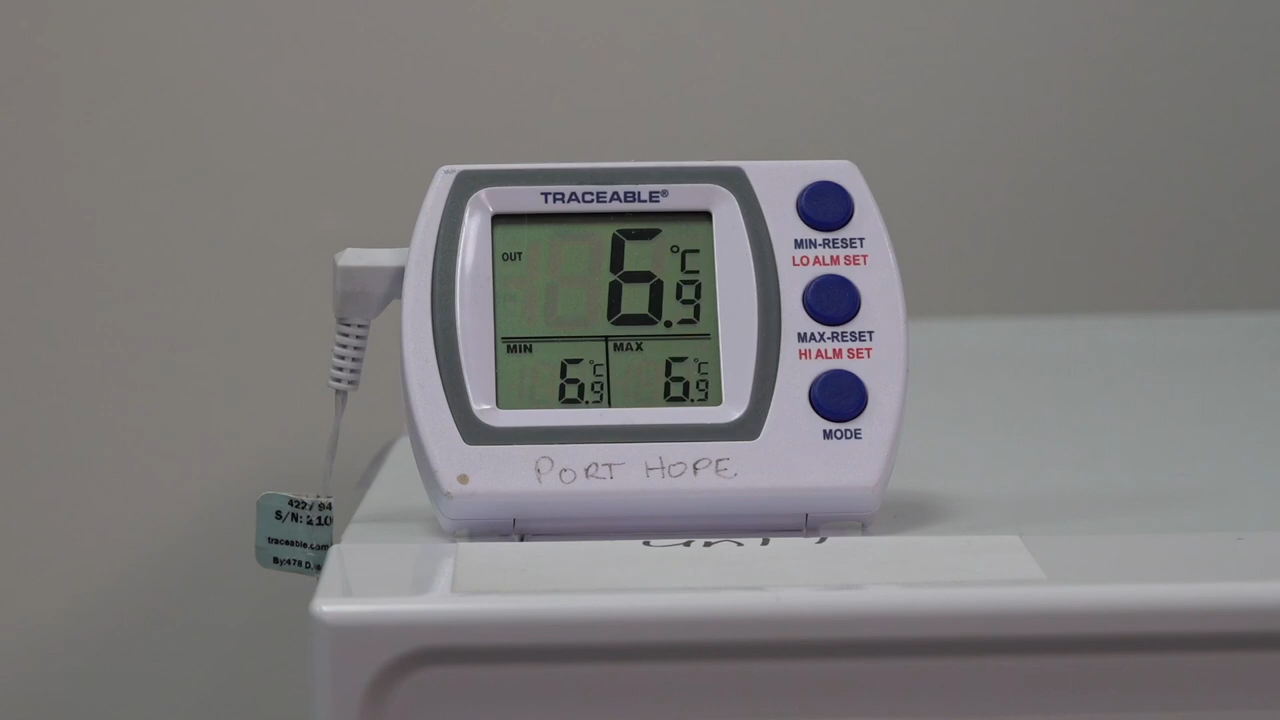 TRACEABLE®
OUT
6.9 °C
MIN
6.9 °C
MAX
6.9 °C
MIN-RESET
LO ALM SET
MAX-RESET
HI ALM SET
MODE
PORT HOPE
S/N:
traceable.com